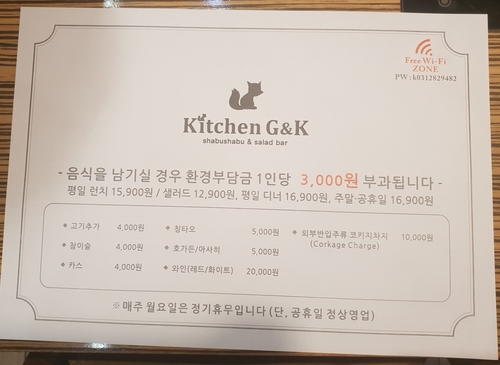 Free Wi-Fi
ZONE
PW : k0312829482
Kitchen G&K
shabushabu & salad bar
- 음식을 남기실 경우 환경부담금 1인당 3,000원 부과됩니다 -
평일 런치 15,900원 / 샐러드 12,900원, 평일 디너 16,900원, 주말·공휴일 16,900원
고기추가 4,000원
참이슬 4,000원
카스 4,000원
칭타오 5,000원
호가든/아사히 5,000원
와인(레드/화이트) 20,000원
외부반입주류 코키지차지 10,000원
(Corkage Charge)
※ 매주 월요일은 정기휴무입니다 (단, 공휴일 정상영업)